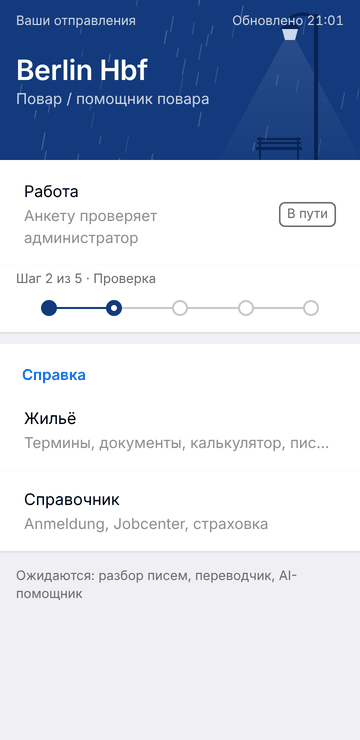 Ваши отправления
Обновлено 21:01
Berlin Hbf
Повар / помощник повара
Работа
Анкету проверяет
администратор
В пути
Шаг 2 из 5 · Проверка
Справка
Жильё
Термины, документы, калькулятор, пис...
Справочник
Anmeldung, Jobcenter, страховка
Ожидаются: разбор писем, переводчик, AI-
помощник